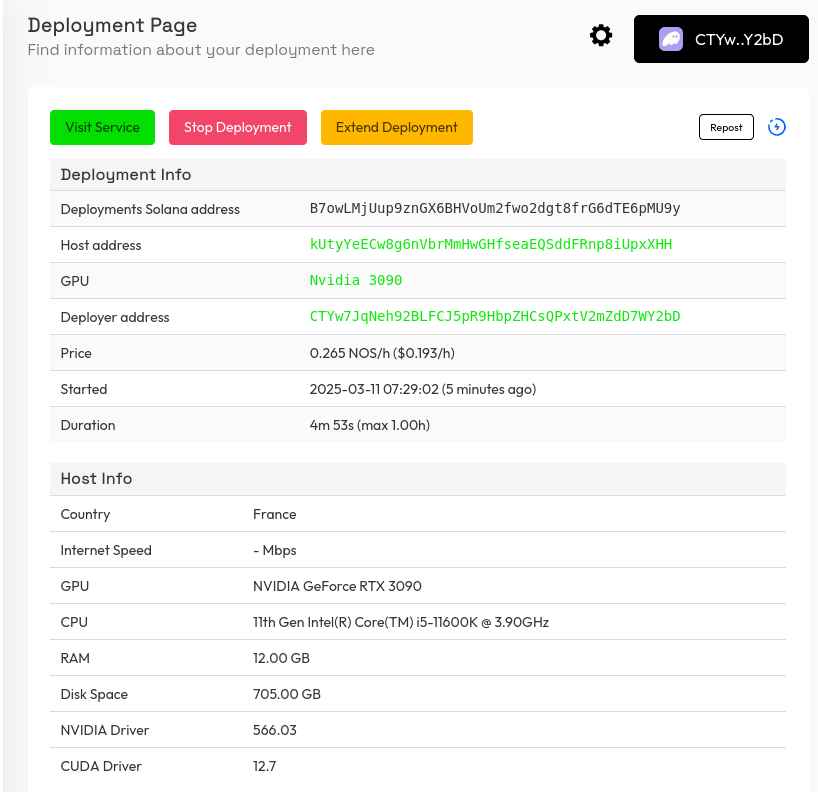 Deployment Page
Find information about your deployment here
CTYw..Y2bD
Visit Service
Stop Deployment
Extend Deployment
Repost
Deployment Info
Deployments Solana address B7owLMjUup9znGX6BHVoUm2fwo2dgt8frG6dTE6pMU9y
Host address kUtyYeECw8g6nVbrMmHwGHfseaEQSddFRnp8iUpxXHH
GPU Nvidia 3090
Deployer address CTYw7JqNeh92BLFCJ5pR9HbpZHCsQPxtV2mZdD7WY2bD
Price 0.265 NOS/h ($0.193/h)
Started 2025-03-11 07:29:02 (5 minutes ago)
Duration 4m 53s (max 1.00h)
Host Info
Country France
Internet Speed - Mbps
GPU NVIDIA GeForce RTX 3090
CPU 11th Gen Intel(R) Core(TM) i5-11600K @ 3.90GHz
RAM 12.00 GB
Disk Space 705.00 GB
NVIDIA Driver 566.03
CUDA Driver 12.7